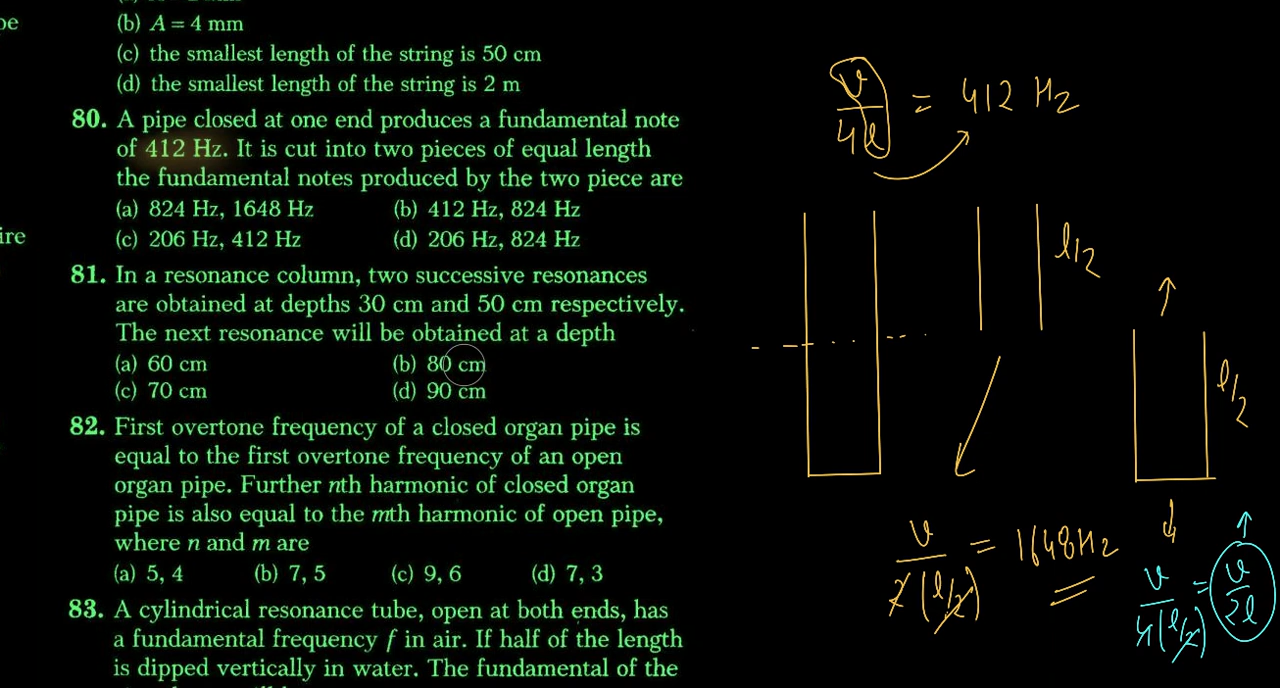 pe
(b) A = 4 mm
(c) the smallest length of the string is 50 cm
(d) the smallest length of the string is 2 m
80. A pipe closed at one end produces a fundamental note
of 412 Hz. It is cut into two pieces of equal length
the fundamental notes produced by the two piece are
(a) 824 Hz, 1648 Hz (b) 412 Hz, 824 Hz
ire
(c) 206 Hz, 412 Hz (d) 206 Hz, 824 Hz
81. In a resonance column, two successive resonances
are obtained at depths 30 cm and 50 cm respectively.
The next resonance will be obtained at a depth
(a) 60 cm (b) 80 cm
(c) 70 cm (d) 90 cm
82. First overtone frequency of a closed organ pipe is
equal to the first overtone frequency of an open
organ pipe. Further nth harmonic of closed organ
pipe is also equal to the mth harmonic of open pipe,
where n and m are
(a) 5, 4 (b) 7, 5 (c) 9, 6 (d) 7, 3
83. A cylindrical resonance tube, open at both ends, has
a fundamental frequency f in air. If half of the length
is dipped vertically in water. The fundamental of the
v/4l = 412 Hz
l/2
l/2
v/2(l/2) = 1648Hz
v/4(l/2) = v/2l